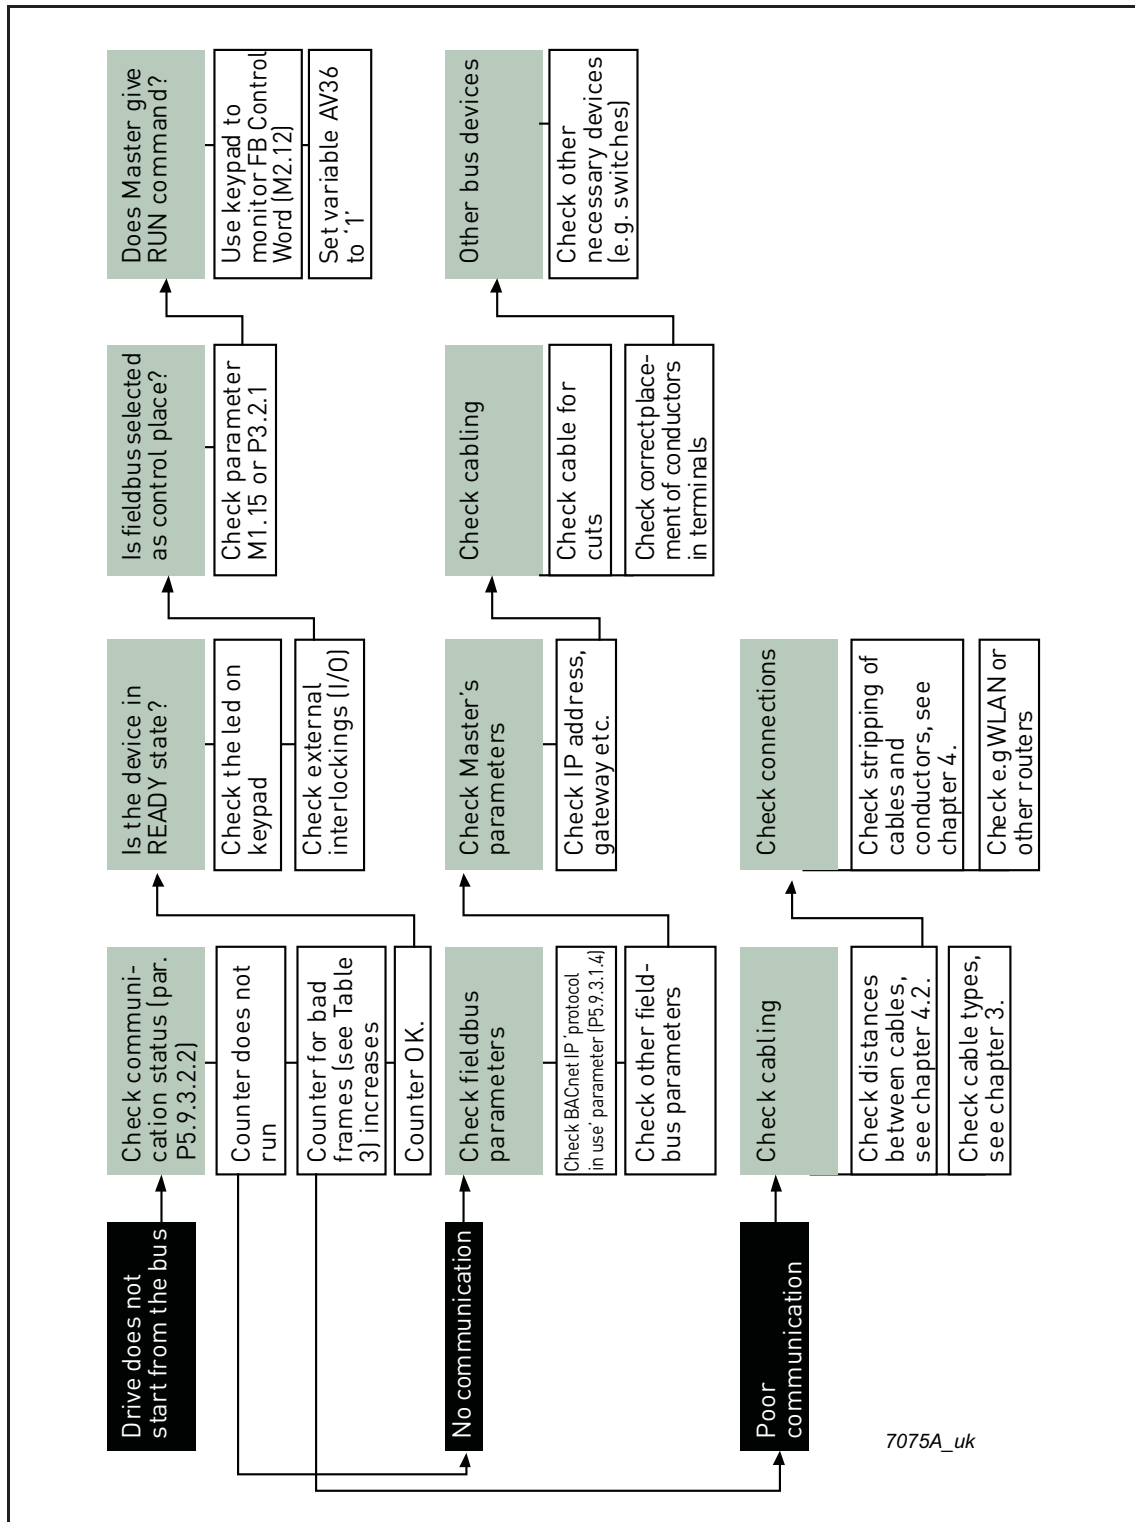 Drive does not
start from the bus
Check communi-
cation status (par.
P5.9.3.2.2)
Counter does not
run
Counter for bad
frames (see Table
3) increases
Counter OK.
Is the device in
READY state?
Check the led on
keypad
Check external
interlockings (I/O)
Is fieldbus selected
as control place?
Check parameter
M1.15 or P3.2.1
Does Master give
RUN command?
Use keypad to
monitor FB Control
Word (M2.12)
Set variable AV36
to ‘1’
No communication
Check fieldbus
parameters
Check BACnet IP ‘protocol
in use’ parameter (P5.9.3.1.4)
Check other field-
bus parameters
Check Master’s
parameters
Check IP address,
gateway etc.
Check cabling
Check cable for
cuts
Check correct place-
ment of conductors
in terminals
Other bus devices
Check other
necessary devices
(e.g. switches)
Poor
communication
Check cabling
Check distances
between cables,
see chapter 4.2.
Check cable types,
see chapter 3.
Check connections
Check stripping of
cables and
conductors, see
chapter 4.
Check e.g WLAN or
other routers
7075A_uk